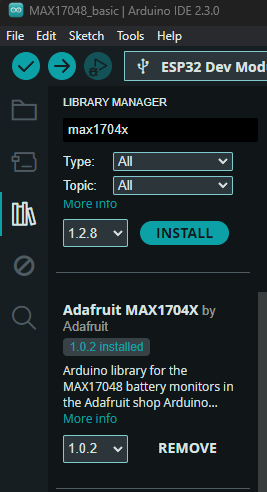 MAX17048_basic | Arduino IDE 2.3.0
File Edit Sketch Tools Help
ESP32 Dev Mod
LIBRARY MANAGER
max1704x
Type: All
Topic: All
More info
1.2.8 INSTALL
Adafruit MAX1704X by
Adafruit
1.0.2 installed
Arduino library for the
MAX17048 battery monitors in
the Adafruit shop Arduino...
More info
1.0.2 REMOVE